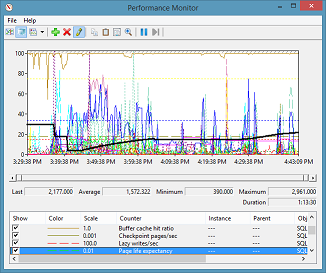 Performance Monitor
File Help
100
80
60
40
20
0
3:29:38 PM 3:39:38 PM 3:49:38 PM 3:59:38 PM 4:09:38 PM 4:19:38 PM 4:29:38 PM 4:43:09 PM
Last 2,177.000 Average 1,572.322 Minimum 390.000 Maximum 2,961.000
Duration 1:13:30
Show Color Scale Counter Instance Parent Obj
1.0 Buffer cache hit ratio --- --- SQL
0.001 Checkpoint pages/sec --- --- SQL
100.0 Lazy writes/sec --- --- SQL
0.01 Page life expectancy --- --- SQL